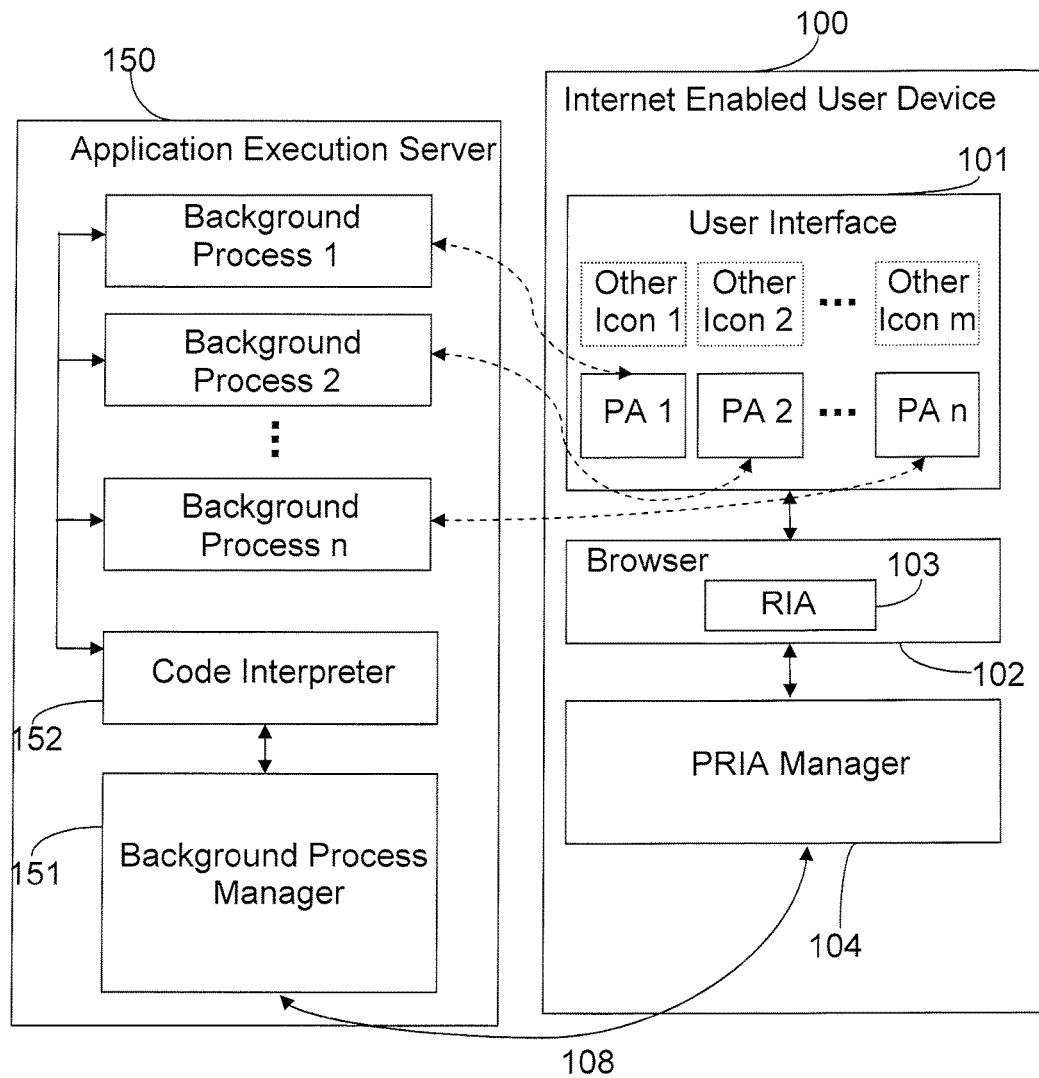 150
Application Execution Server
Background
Process 1
Background
Process 2
Background
Process n
Code Interpreter
152
151
Background Process
Manager
100
Internet Enabled User Device
101
User Interface
Other
Icon 1
Other
Icon 2
...
Other
Icon m
PA 1
PA 2
...
PA n
Browser
103
RIA
102
PRIA Manager
104
108